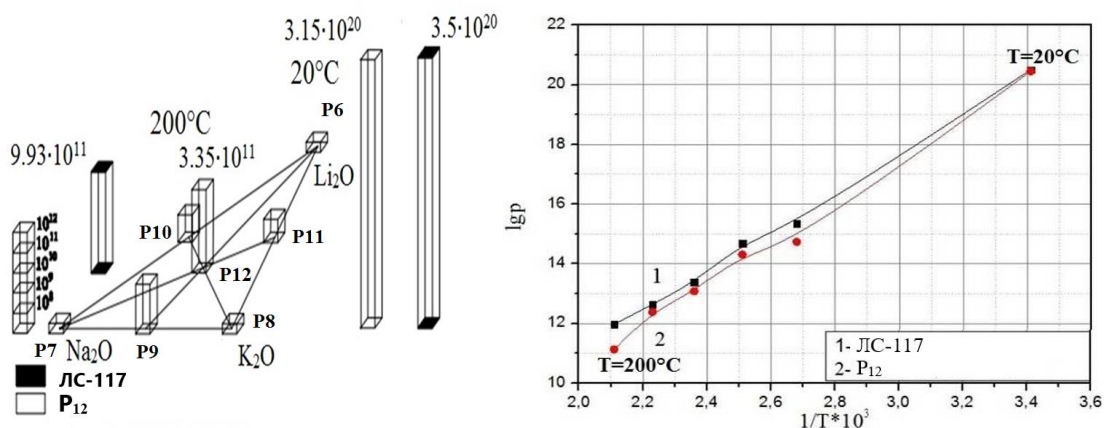 3.15·10²⁰
3.5·10²⁰
20°C
P6
200°C
9.93·10¹¹
3.35·10¹¹
Li₂O
10¹²
10¹¹
10¹⁰
10⁹
10⁸
P10
P11
P12
P7
Na₂O
P9
K₂O
P8
ЛС-117
P₁₂
22
20
18
16
14
12
10
lgp
T=20°C
1
2
T=200°C
1- ЛС-117
2- P₁₂
2,0
2,2
2,4
2,6
2,8
3,0
3,2
3,4
3,6
1/T*10³